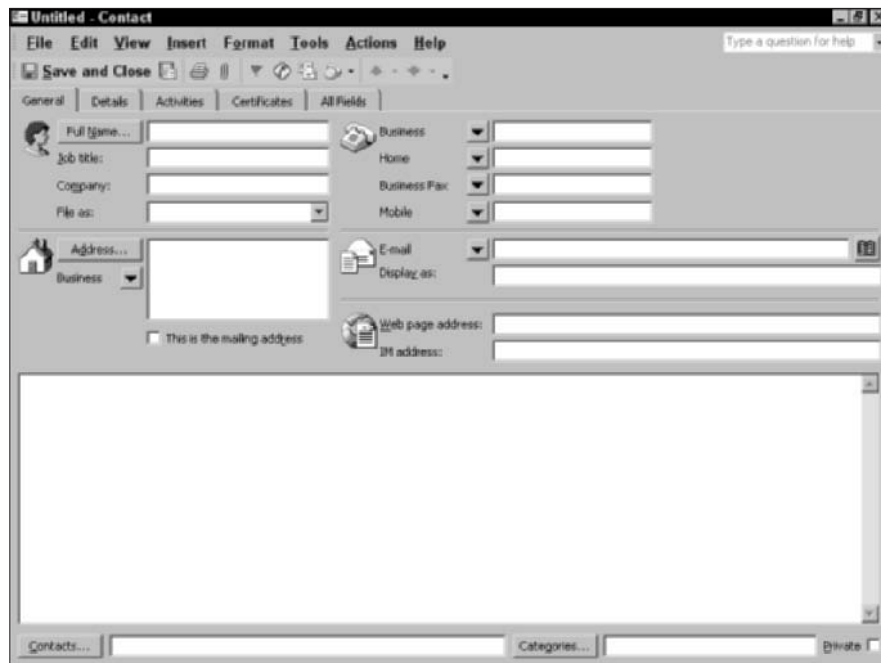 Untitled - Contact
File Edit View Insert Format Tools Actions Help
Type a question for help
Save and Close
General Details Activities Certificates All Fields
Full Name...
Job title:
Company:
File as:
Business
Home
Business Fax:
Mobile
Address...
Business
This is the mailing address
E-mail
Display as:
Web page address:
IM address:
Contacts...
Categories...
Private